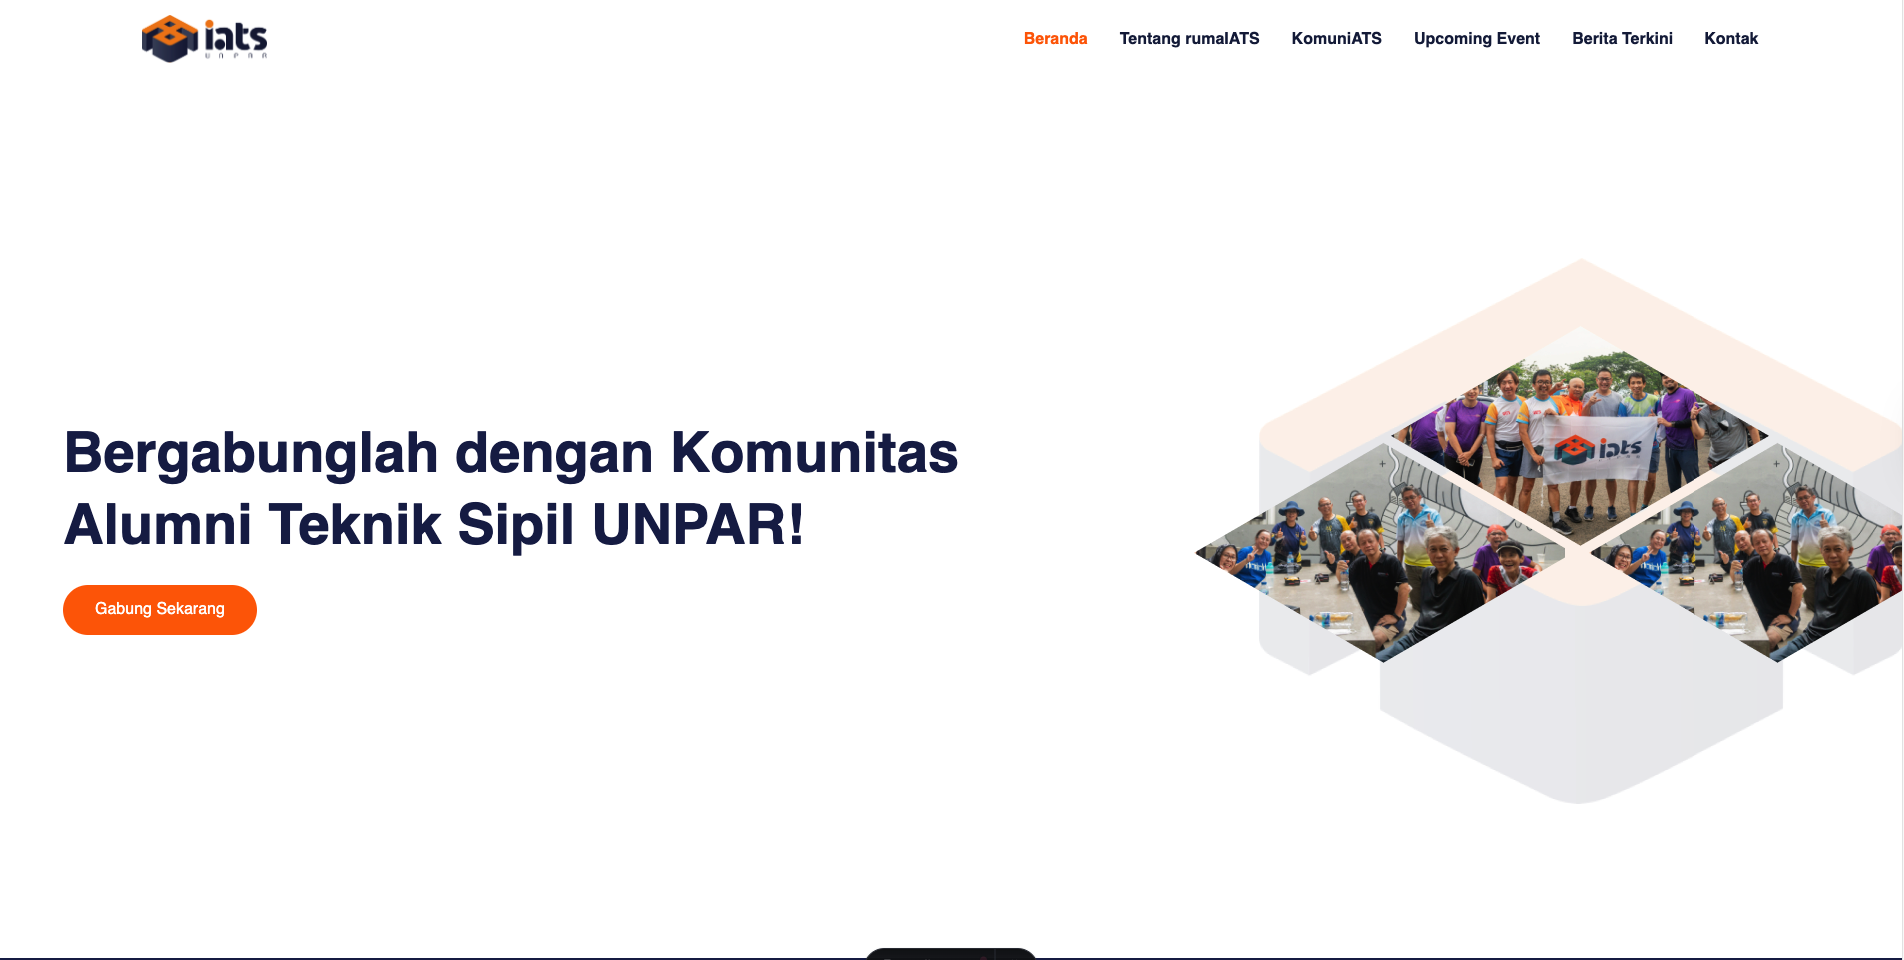 iats
UNPAR
Beranda
Tentang rumaIATS
KomuniATS
Upcoming Event
Berita Terkini
Kontak
Bergabunglah dengan Komunitas
Alumni Teknik Sipil UNPAR!
Gabung Sekarang
iats